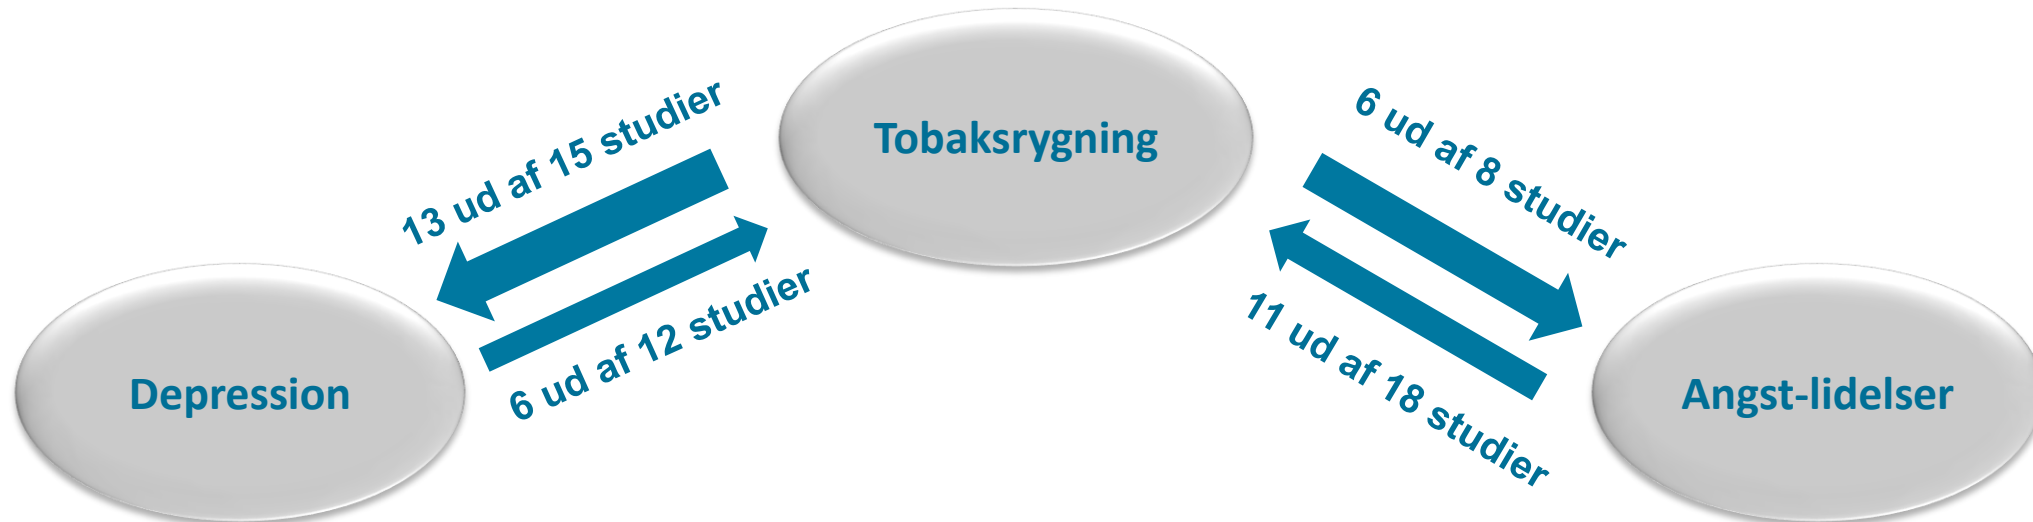 Tobaksrygning
13 ud af 15 studier
6 ud af 12 studier
6 ud af 8 studier
11 ud af 18 studier
Depression
Angst-lidelser